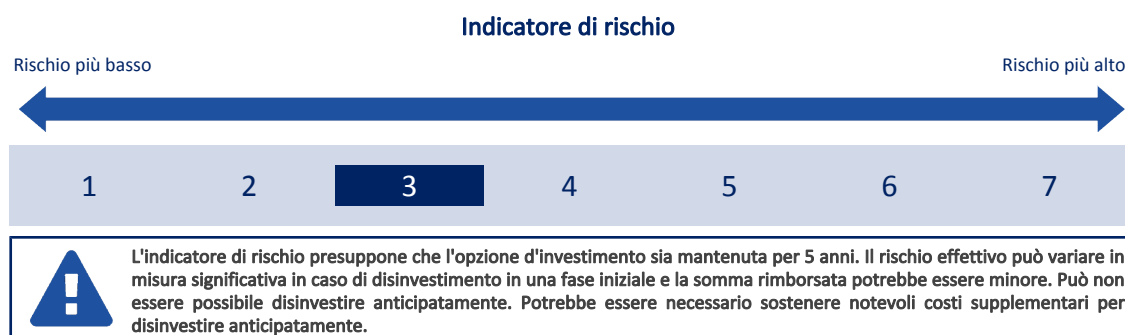 Indicatore di rischio
Rischio più basso
Rischio più alto
1 2 3 4 5 6 7
L'indicatore di rischio presuppone che l'opzione d'investimento sia mantenuta per 5 anni. Il rischio effettivo può variare in
misura significativa in caso di disinvestimento in una fase iniziale e la somma rimborsata potrebbe essere minore. Può non
essere possibile disinvestire anticipatamente. Potrebbe essere necessario sostenere notevoli costi supplementari per
disinvestire anticipatamente.